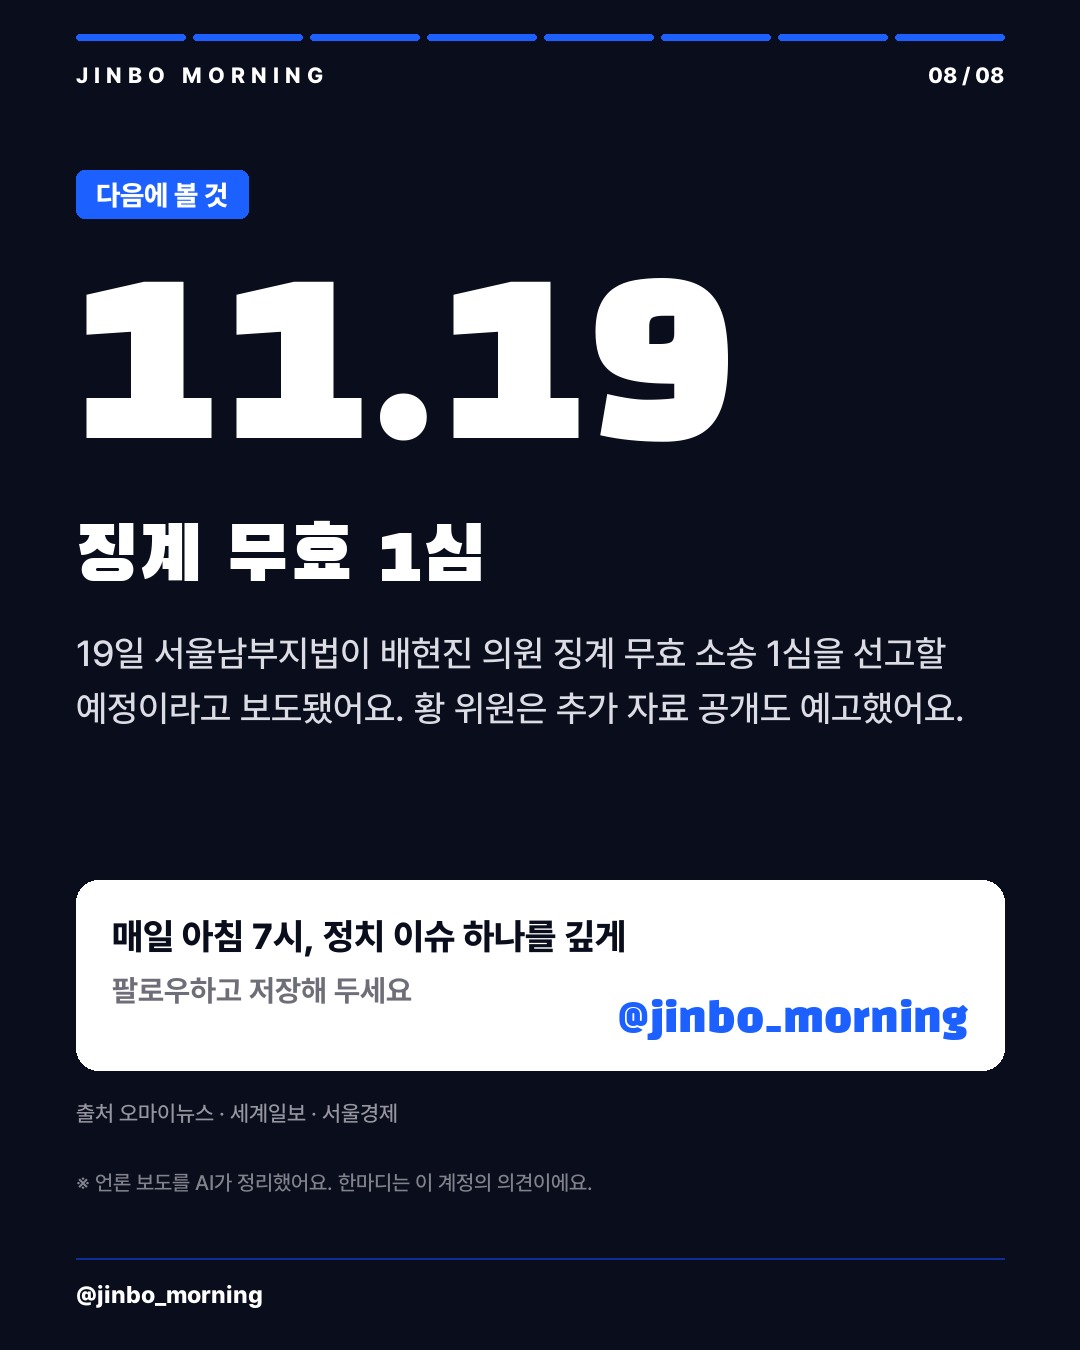 JINBO MORNING
08 / 08
다음에 볼 것
11.19
징계 무효 1심
19일 서울남부지법이 배현진 의원 징계 무효 소송 1심을 선고할
예정이라고 보도됐어요. 황 위원은 추가 자료 공개도 예고했어요.
매일 아침 7시, 정치 이슈 하나를 깊게
팔로우하고 저장해 두세요
@jinbo_morning
출처 오마이뉴스 · 세계일보 · 서울경제
※ 언론 보도를 AI가 정리했어요. 한마디는 이 계정의 의견이에요.
@jinbo_morning